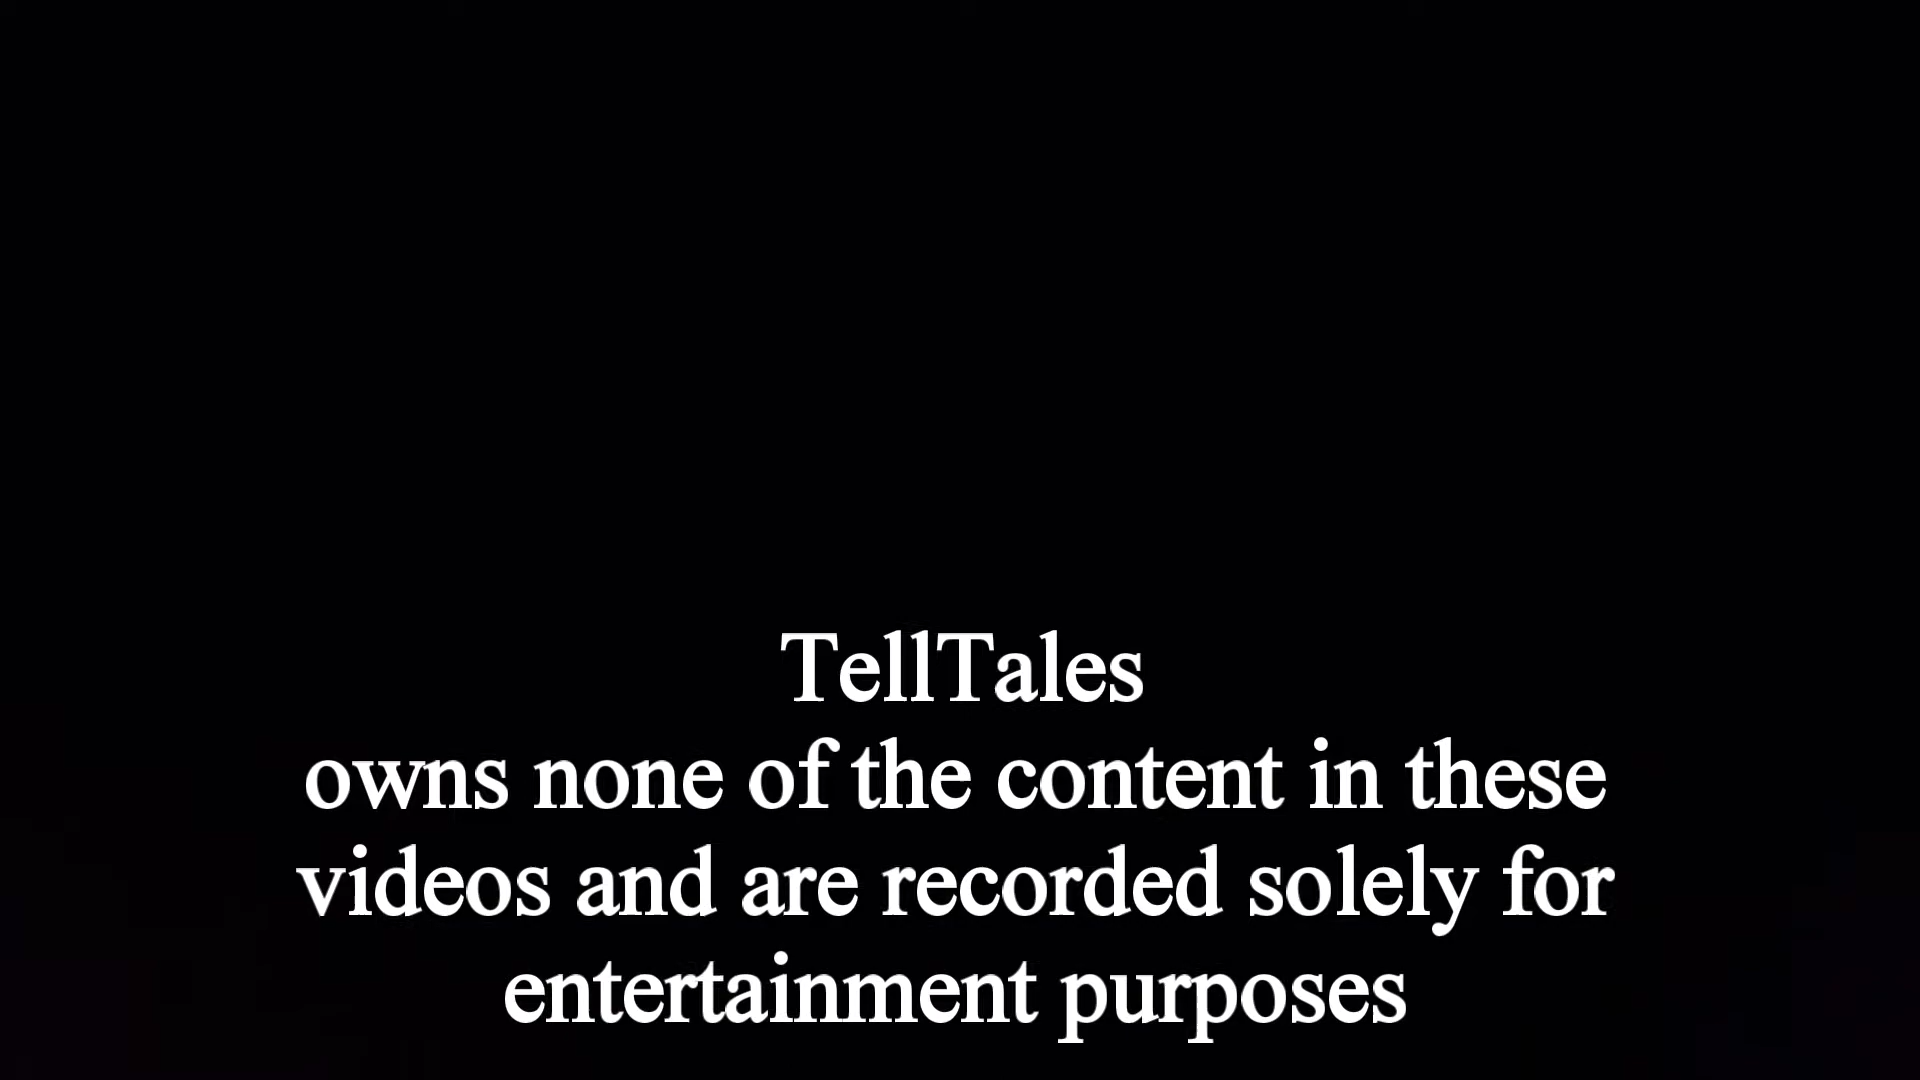 TellTales
owns none of the content in these
videos and are recorded solely for
entertainment purposes